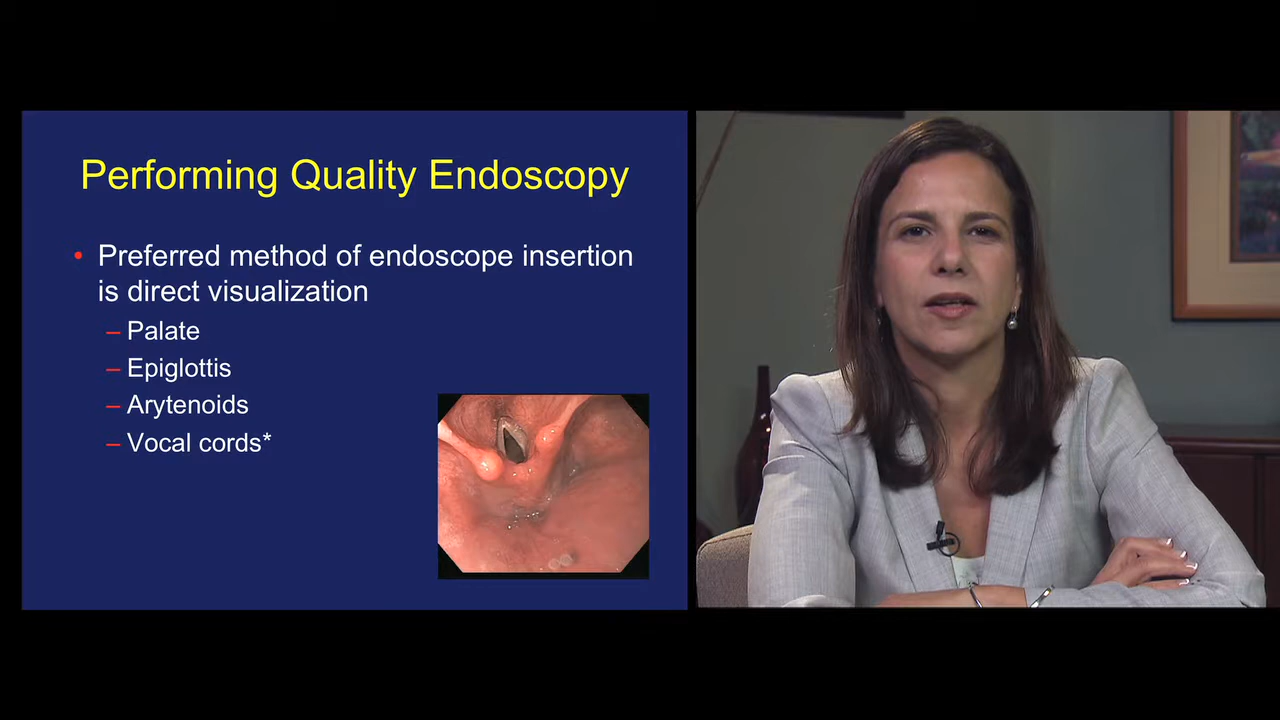 Performing Quality Endoscopy
• Preferred method of endoscope insertion
is direct visualization
– Palate
– Epiglottis
– Arytenoids
– Vocal cords*